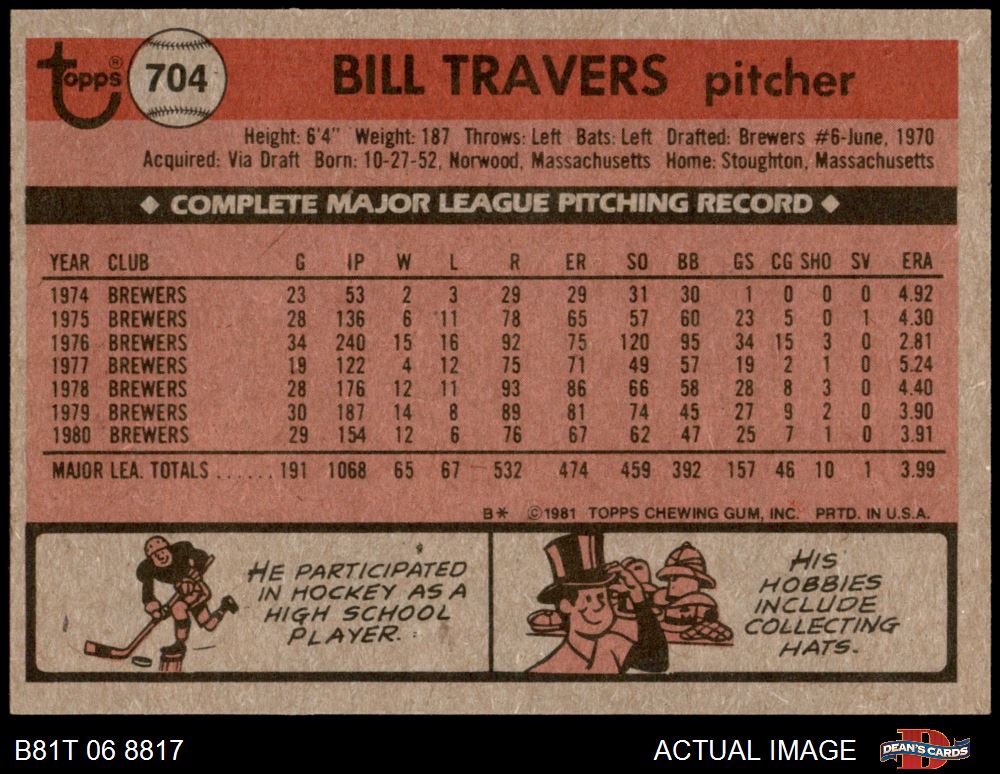 Topps® 704 BILL TRAVERS pitcher
Height: 6'4" Weight: 187 Throws: Left Bats: Left Drafted: Brewers #6-June, 1970
Acquired: Via Draft Born: 10-27-52, Norwood, Massachusetts Home: Stoughton, Massachusetts
◆ COMPLETE MAJOR LEAGUE PITCHING RECORD ◆
YEAR CLUB G IP W L R ER SO BB GS CG SHO SV ERA
1974 BREWERS 23 53 2 3 29 29 31 30 1 0 0 0 4.92
1975 BREWERS 28 136 6 11 78 65 57 60 23 5 0 1 4.30
1976 BREWERS 34 240 15 16 92 75 120 95 34 15 3 0 2.81
1977 BREWERS 19 122 4 12 75 71 49 57 19 2 1 0 5.24
1978 BREWERS 28 176 12 11 93 86 66 58 28 8 3 0 4.40
1979 BREWERS 30 187 14 8 89 81 74 45 27 9 2 0 3.90
1980 BREWERS 29 154 12 6 76 67 62 47 25 7 1 0 3.91
MAJOR LEA. TOTALS ...... 191 1068 65 67 532 474 459 392 157 46 10 1 3.99
B* ©1981 TOPPS CHEWING GUM, INC. PRTD. IN U.S.A.
HE PARTICIPATED
IN HOCKEY AS A
HIGH SCHOOL
PLAYER.
HIS
HOBBIES
INCLUDE
COLLECTING
HATS.
B81T 06 8817 ACTUAL IMAGE DEAN'S CARDS